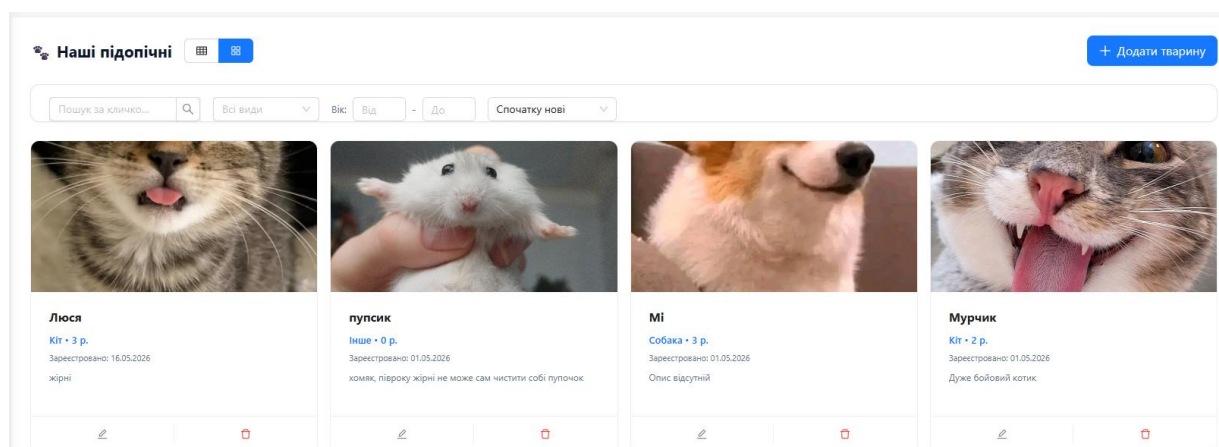 Наші підопічні
+ Додати тварину
Пошук за кличко... Всі види Вік: Від - До Спочатку нові
Люся
Кіт • 3 р.
Зареєстровано: 16.05.2026
жірні
пупсик
Інше • 0 р.
Зареєстровано: 01.05.2026
хомяк, півроку жірні не може сам чистити собі пупочок
Мі
Собака • 3 р.
Зареєстровано: 01.05.2026
Опис відсутній
Мурчик
Кіт • 2 р.
Зареєстровано: 01.05.2026
Дуже бойовий котик